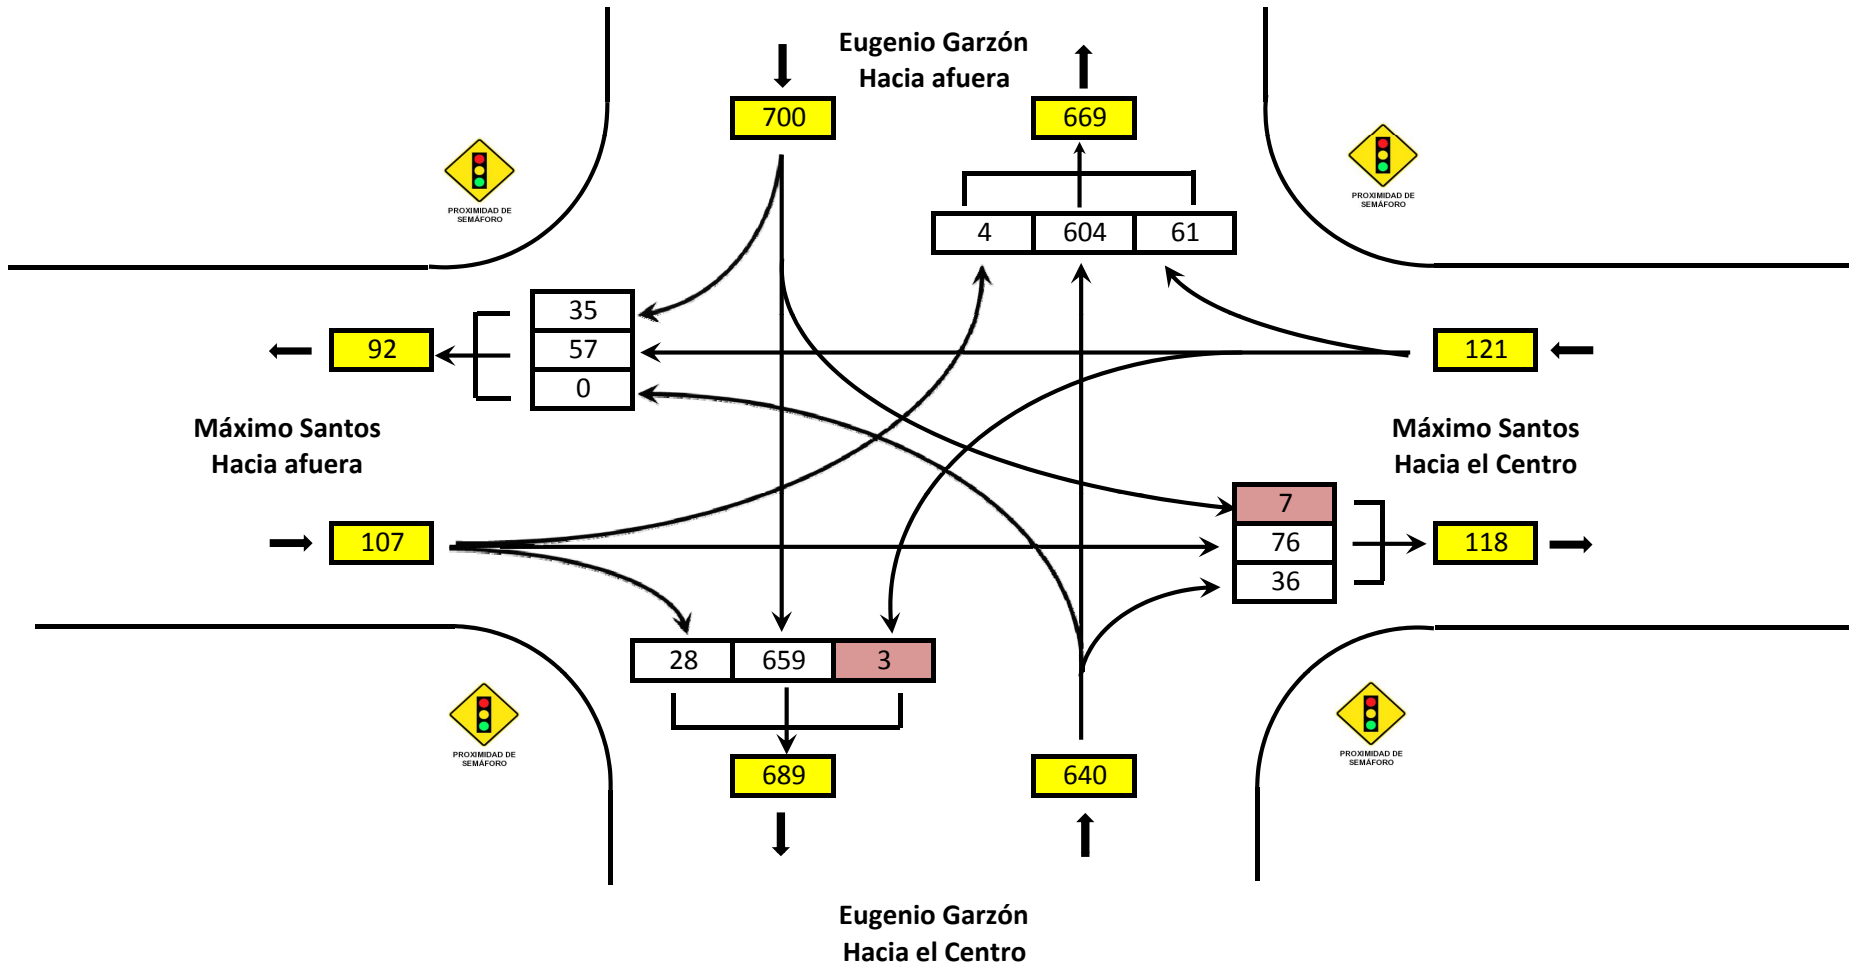 Eugenio Garzón
Hacia afuera
700
669
PROXIMIDAD DE
SEMÁFORO
PROXIMIDAD DE
SEMÁFORO
4 604 61
35
57
0
92
121
Máximo Santos
Hacia afuera
Máximo Santos
Hacia el Centro
7
76
36
107
118
28 659 3
PROXIMIDAD DE
SEMÁFORO
PROXIMIDAD DE
SEMÁFORO
689
640
Eugenio Garzón
Hacia el Centro